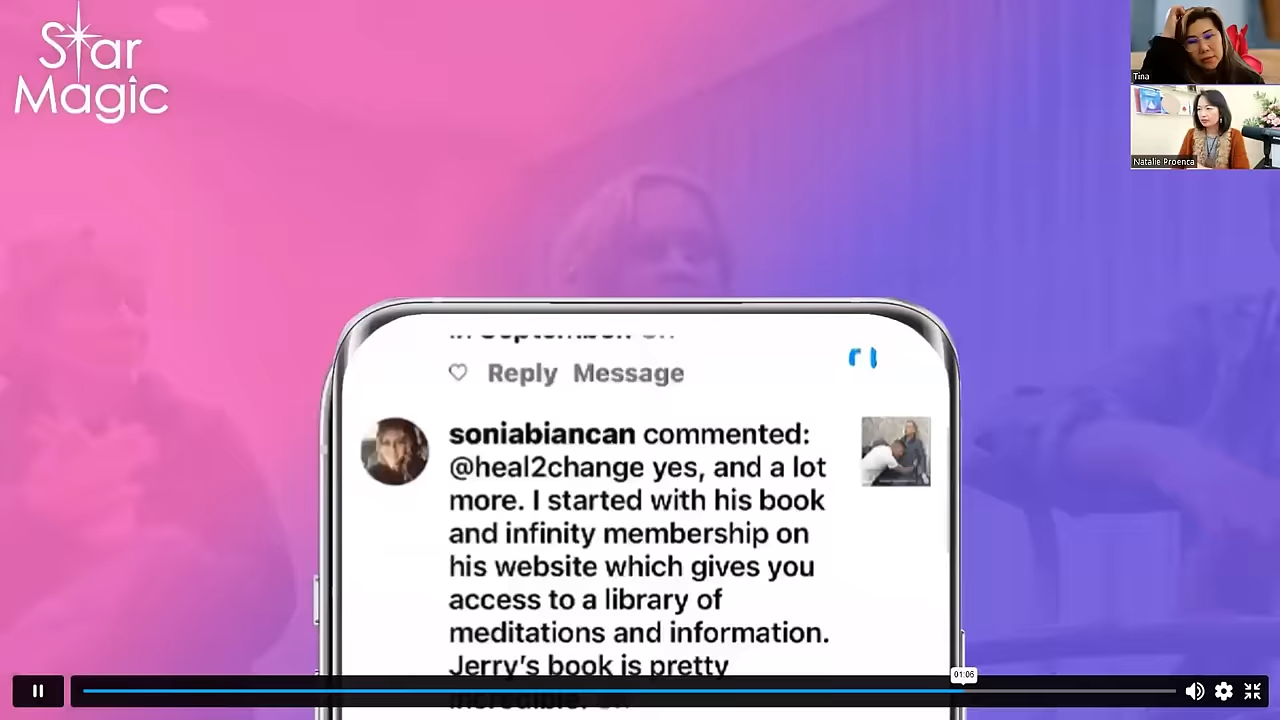 Star
Magic
Tina
Natalie Proenca
Reply Message
soniabiancan commented:
@heal2change yes, and a lot
more. I started with his book
and infinity membership on
his website which gives you
access to a library of
meditations and information.
Jerry's book is pretty
incredible.
01:06